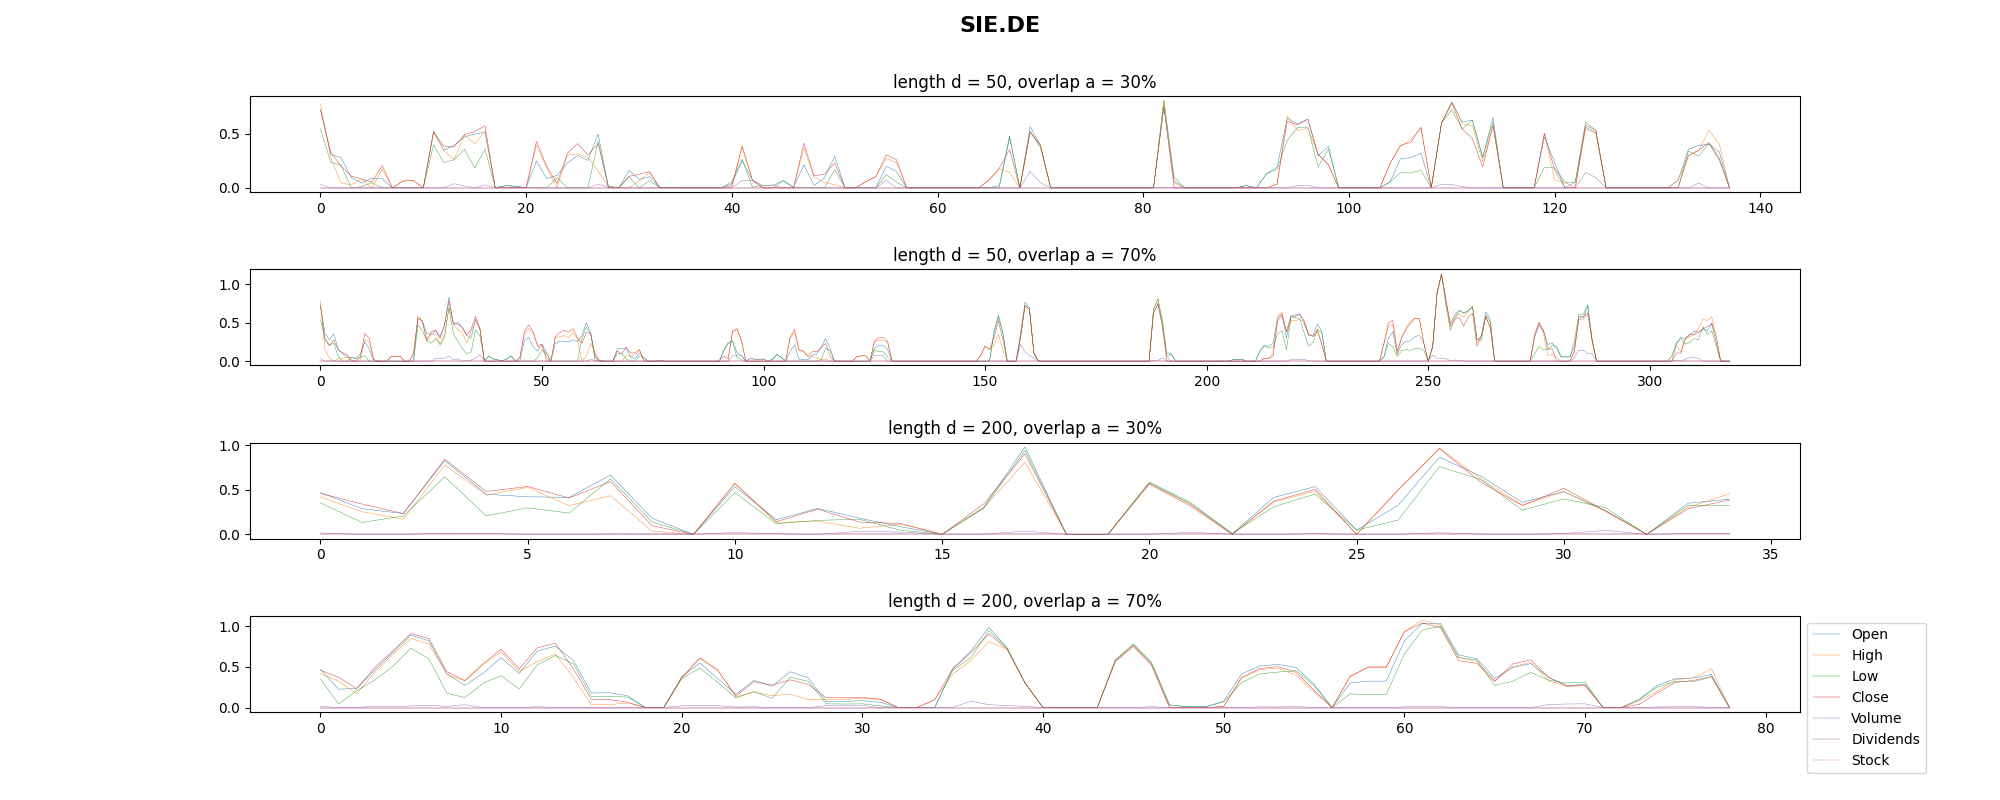 SIE.DE
length d = 50, overlap a = 30%
0.5
0.0
0 20 40 60 80 100 120 140
length d = 50, overlap a = 70%
1.0
0.5
0.0
0 50 100 150 200 250 300
length d = 200, overlap a = 30%
1.0
0.5
0.0
0 5 10 15 20 25 30 35
length d = 200, overlap a = 70%
1.0
0.5
0.0
0 10 20 30 40 50 60 70 80
Open
High
Low
Close
Volume
Dividends
Stock